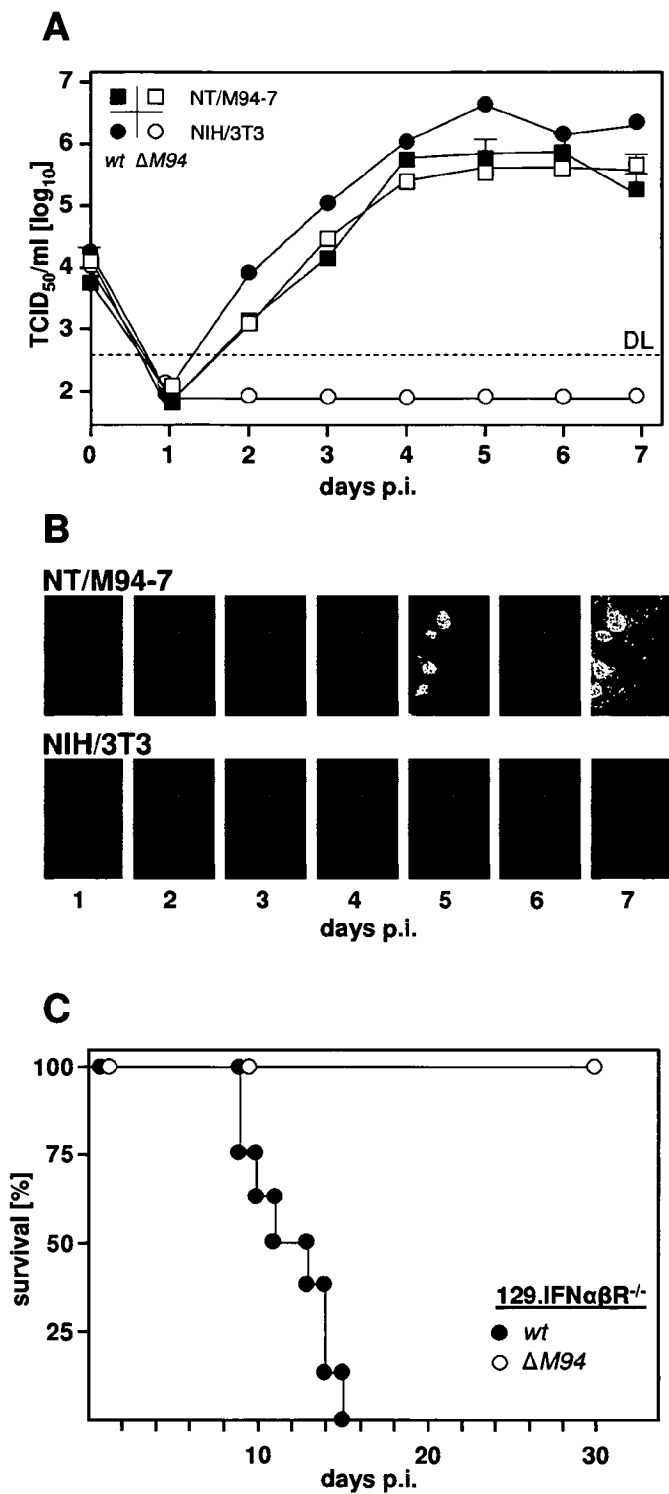 A
7
6
5
4
3
2
TCID50/ml [log10]
NT/M94-7
NIH/3T3
wt ΔM94
DL
0 1 2 3 4 5 6 7
days p.i.
B
NT/M94-7
NIH/3T3
1 2 3 4 5 6 7
days p.i.
C
100
75
50
25
survival [%]
129.IFNαβR-/-
wt
ΔM94
10 20 30
days p.i.